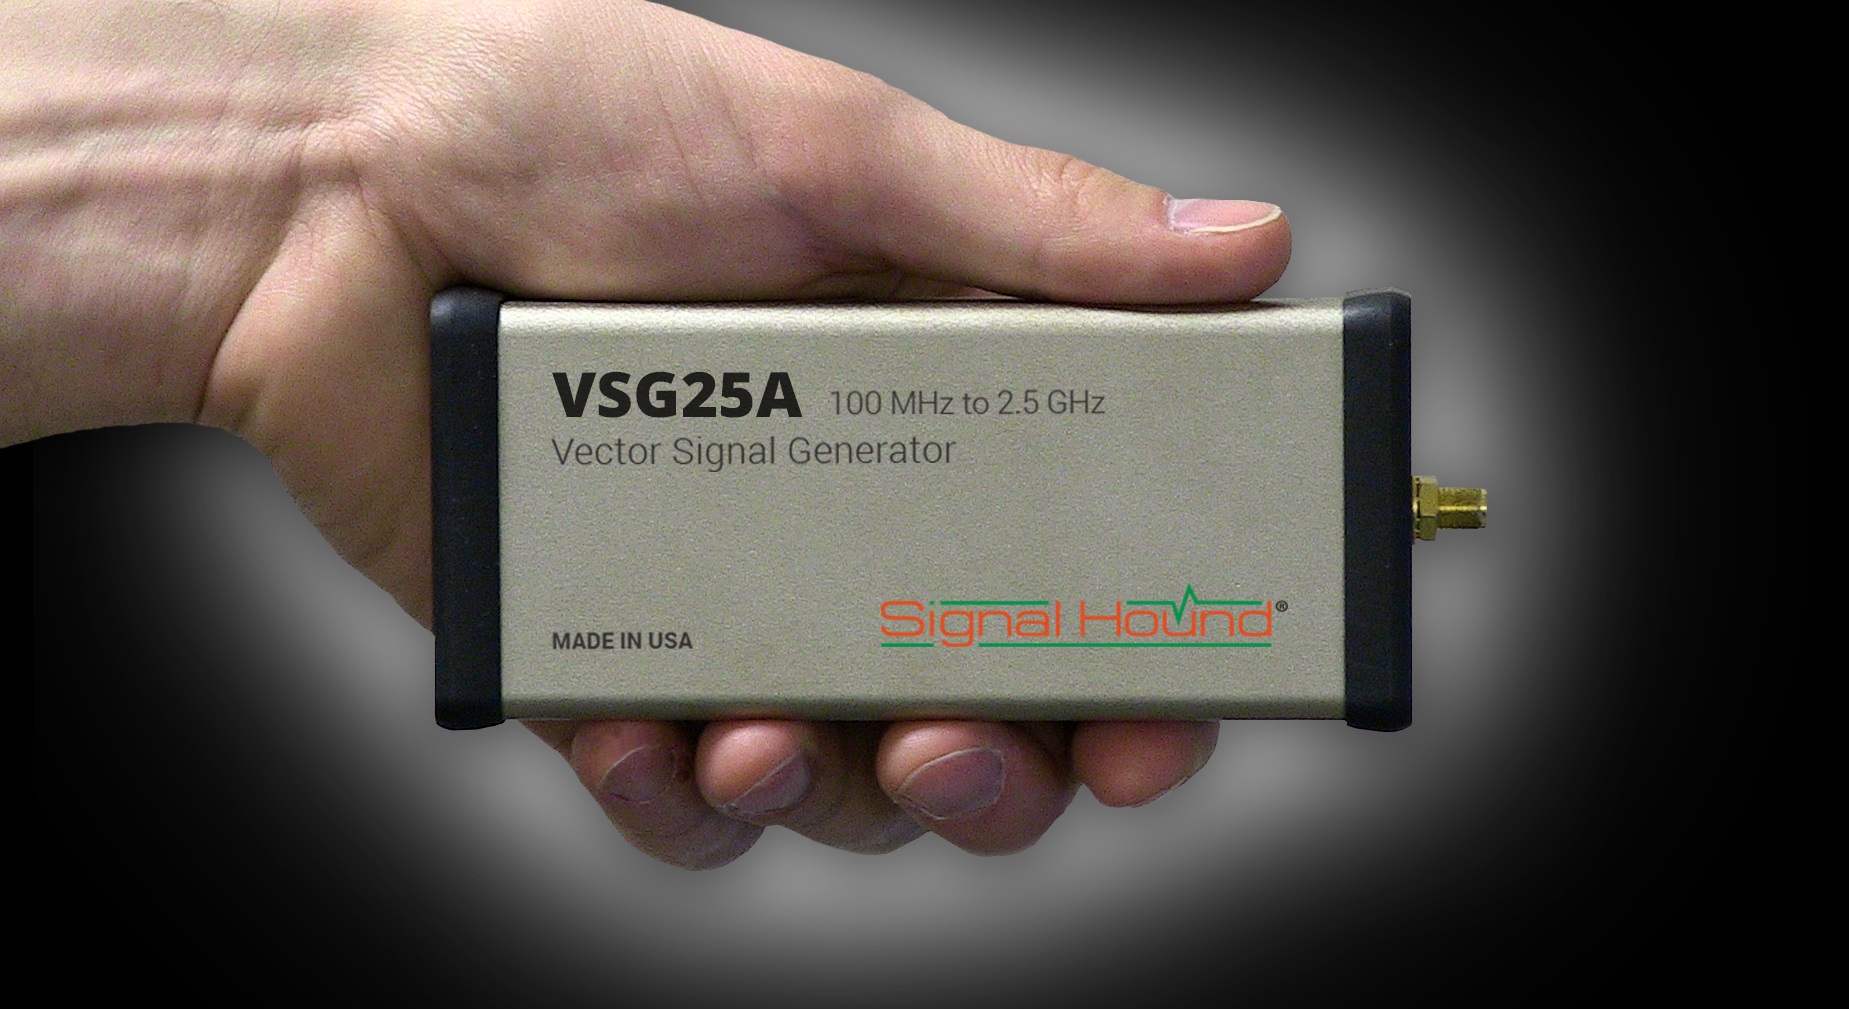 VSG25A 100 MHz to 2.5 GHz
Vector Signal Generator
MADE IN USA
Signal Hound®